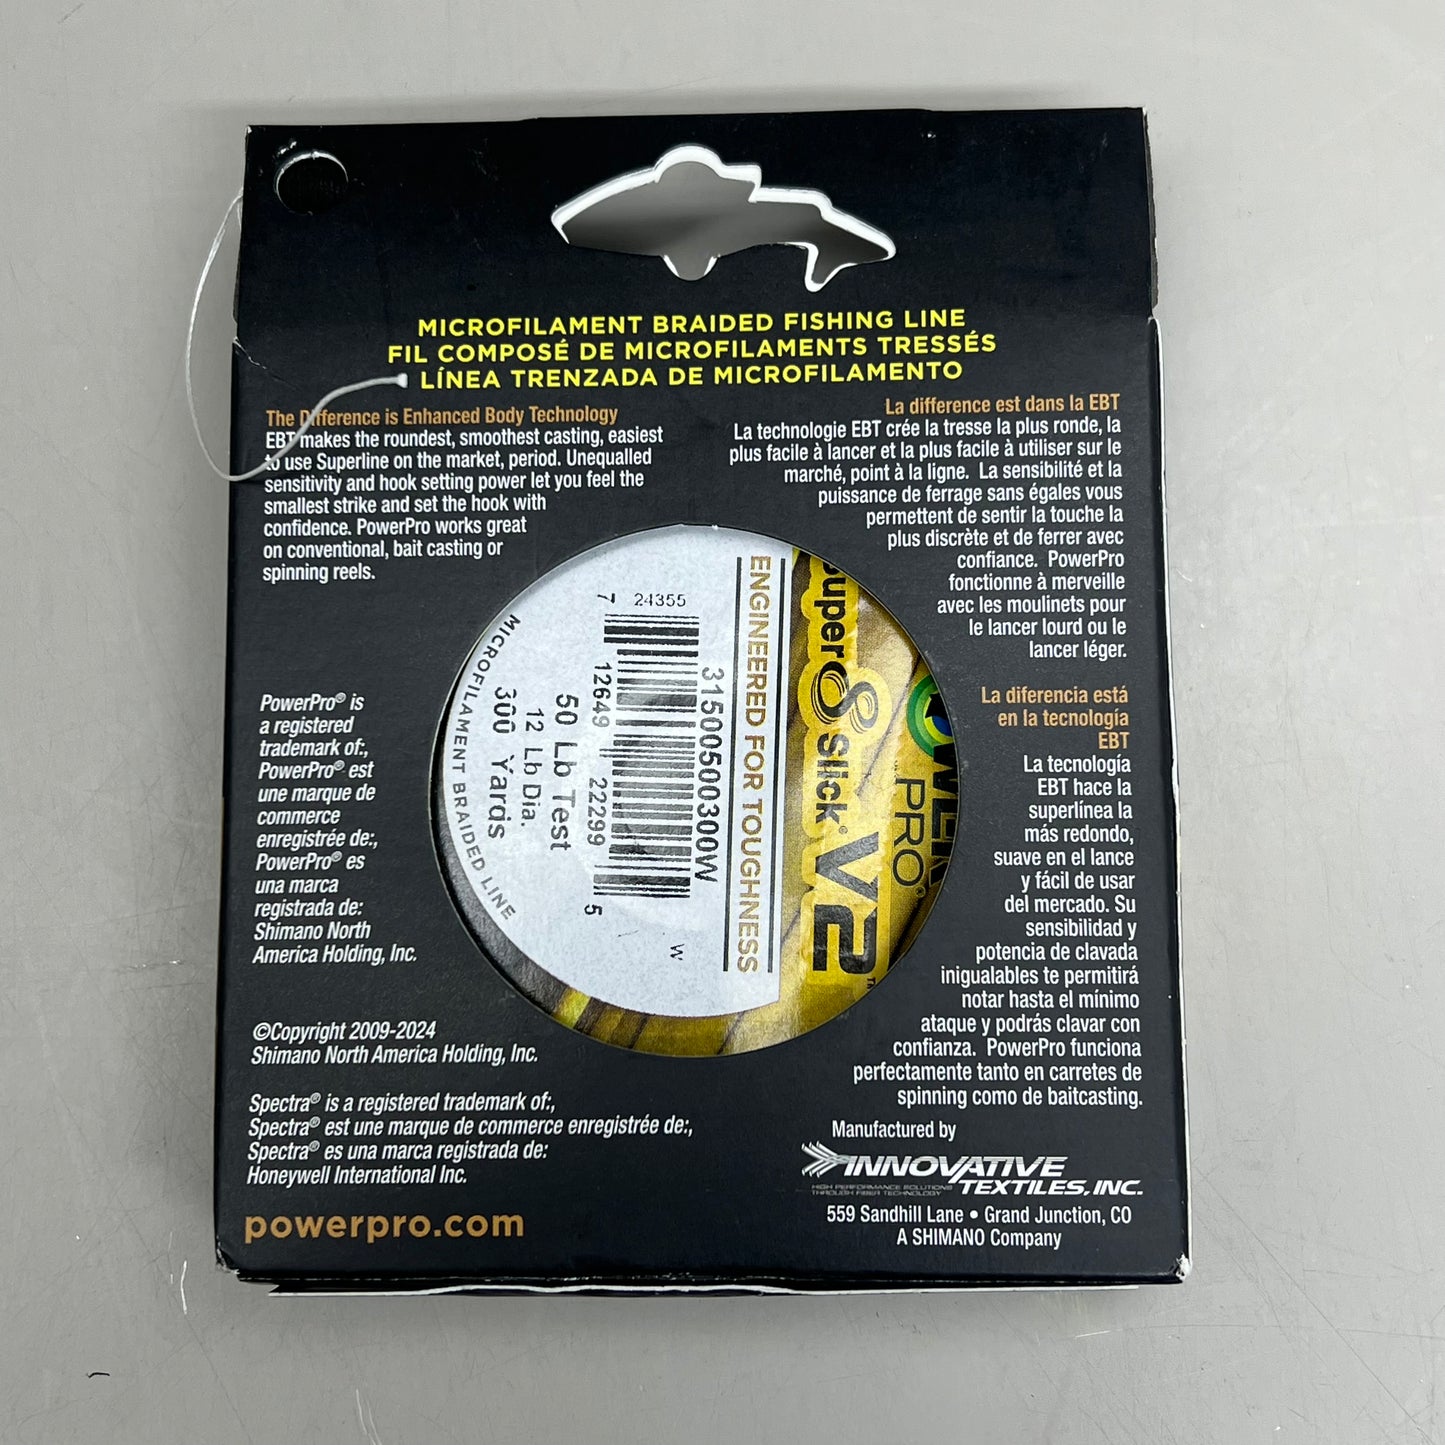 MICROFILAMENT BRAIDED FISHING LINE
FIL COMPOSÉ DE MICROFILAMENTS TRESSÉS
LÍNEA TRENZADA DE MICROFILAMENTO
The Difference is Enhanced Body Technology
EBT makes the roundest, smoothest casting, easiest
to use Superline on the market, period. Unequalled
sensitivity and hook setting power let you feel the
smallest strike and set the hook with
confidence. PowerPro works great
on conventional, bait casting or
spinning reels.
La difference est dans la EBT
La technologie EBT crée la tresse la plus ronde, la
plus facile à lancer et la plus facile à utiliser sur le
marché, point à la ligne. La sensibilité et la
puissance de ferrage sans égales vous
permettent de sentir la touche la
plus discrète et de ferrer avec
confiance. PowerPro
fonctionne à merveille
avec les moulinets pour
le lancer lourd ou le
lancer léger.
La diferencia está
en la tecnología
EBT
La tecnología
EBT hace la
superlínea la
más redondo,
suave en el lance
y fácil de usar
del mercado. Su
sensibilidad y
potencia de clavada
inigualables te permitirá
notar hasta el mínimo
ataque y podrás clavar con
confianza. PowerPro funciona
perfectamente tanto en carretes de
spinning como de baitcasting.
PowerPro® is
a registered
trademark of:,
PowerPro® est
une marque de
commerce
enregistrée de:,
PowerPro® es
una marca
registrada de:
Shimano North
America Holding, Inc.
©Copyright 2009-2024
Shimano North America Holding, Inc.
Spectra® is a registered trademark of:,
Spectra® est une marque de commerce enregistrée de:,
Spectra® es una marca registrada de:
Honeywell International Inc.
powerpro.com
Manufactured by
INNOVATIVE
TEXTILES, INC.
HIGH PERFORMANCE SOLUTIONS
THROUGH FIBER TECHNOLOGY
559 Sandhill Lane • Grand Junction, CO
A SHIMANO Company
PRO®
Super 8 Slick® V2™
ENGINEERED FOR TOUGHNESS
31500500300W
7 24355 12649 22299 5
W
50 Lb Test
12 Lb Dia.
300 Yards
MICROFILAMENT BRAIDED LINE